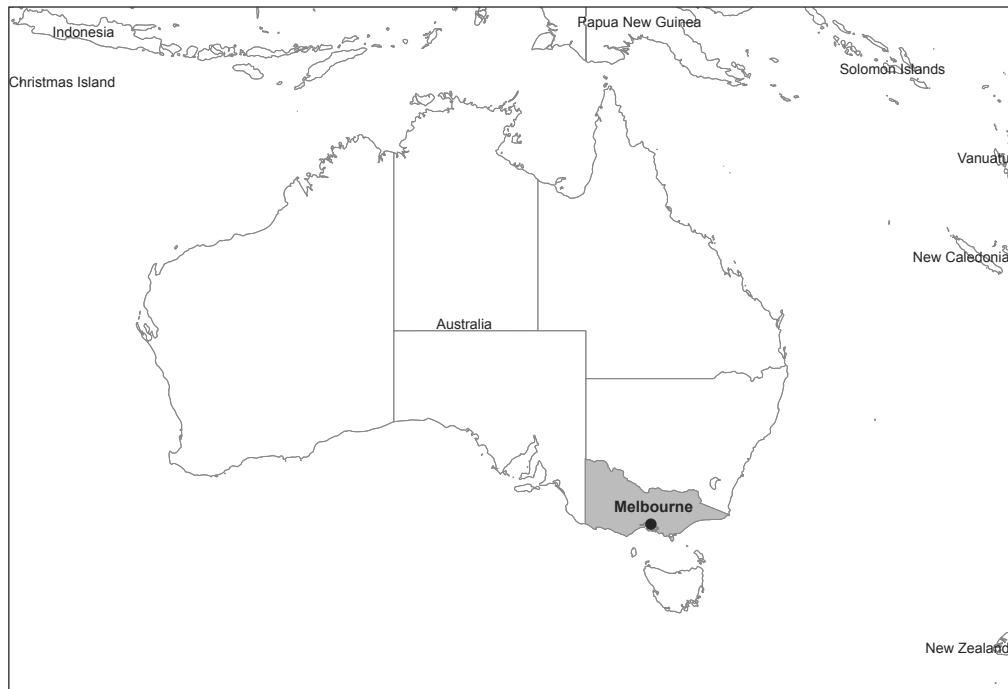 Papua New Guinea
Indonesia
Solomon Islands
Christmas Island
Vanuatu
New Caledonia
Australia
Melbourne
New Zealand